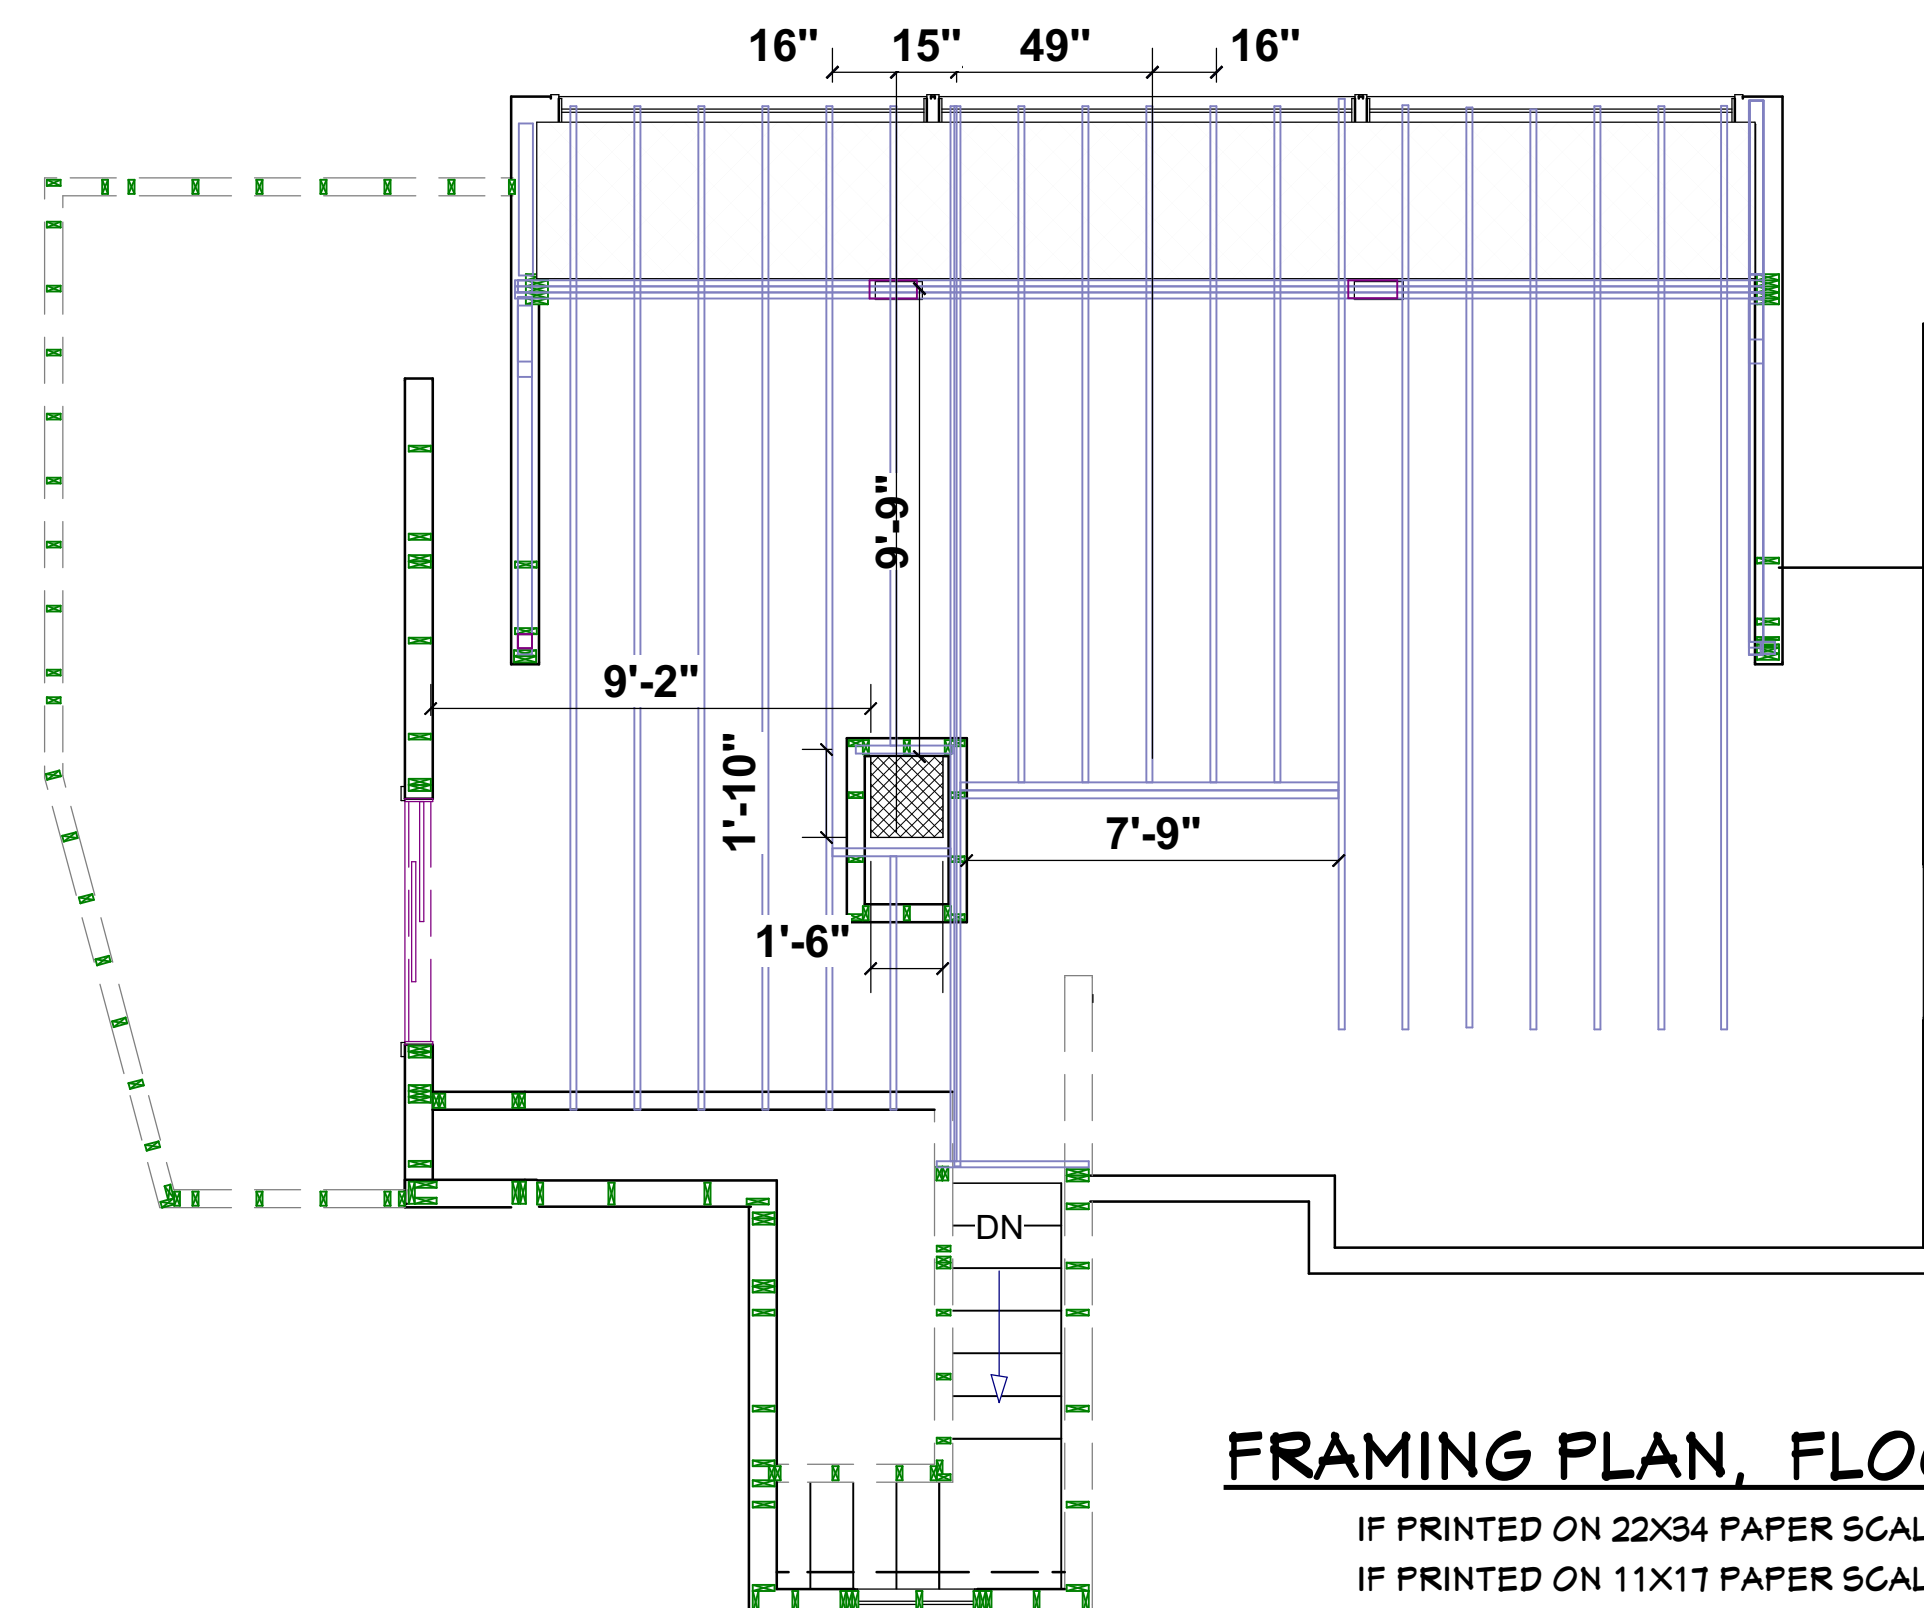 16" 15" 49" 16"
9'-9"
9'-2"
1'-10"
7'-9"
1'-6"
DN
FRAMING PLAN, FLOO
IF PRINTED ON 22X34 PAPER SCAL
IF PRINTED ON 11X17 PAPER SCAL